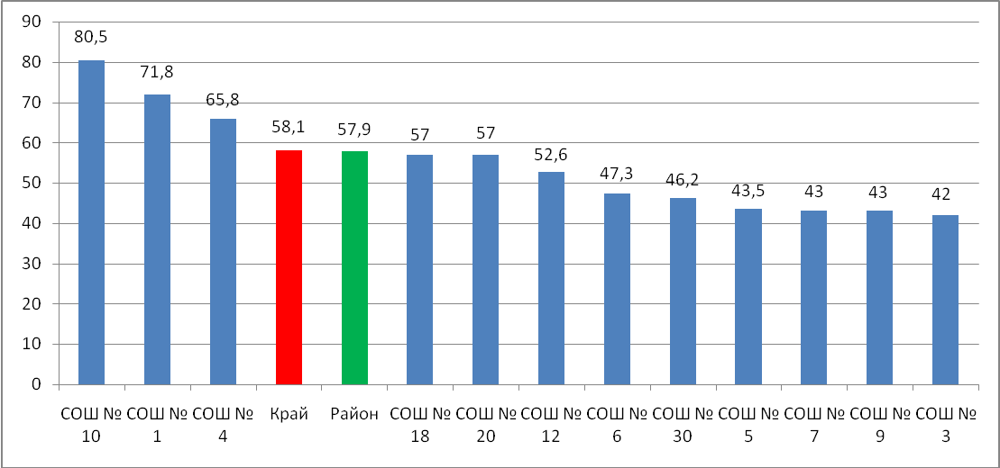 90
80
70
60
50
40
30
20
10
0
80,5
71,8
65,8
58,1
57,9
57
57
52,6
47,3
46,2
43,5
43
43
42
СОШ №
10
СОШ №
1
СОШ №
4
Край
Район
СОШ №
18
СОШ №
20
СОШ №
12
СОШ №
6
СОШ №
30
СОШ №
5
СОШ №
7
СОШ №
9
СОШ №
3